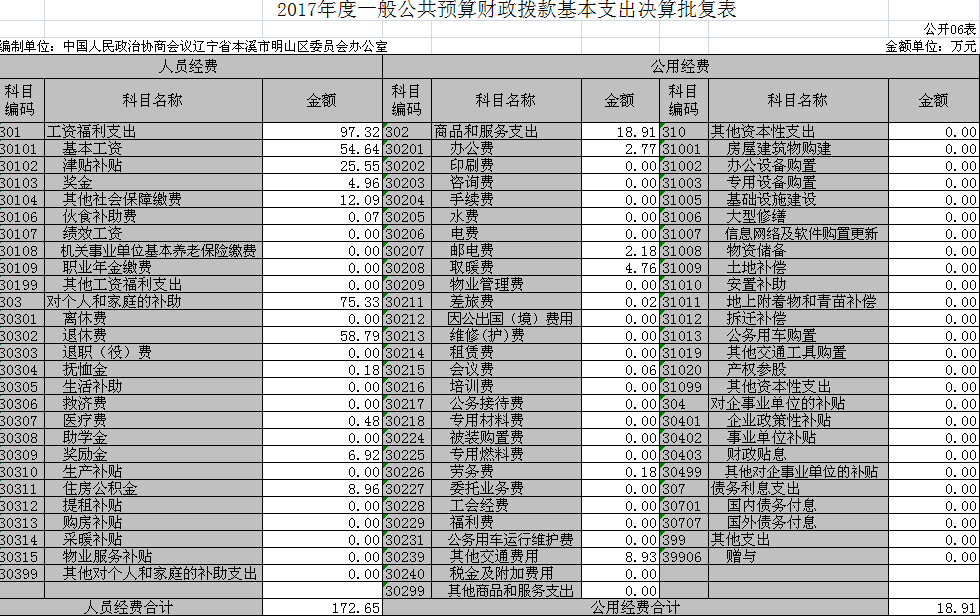 2017年度一般公共预算财政拨款基本支出决算批复表
公开06表
编制单位：中国人民政治协商会议辽宁省本溪市明山区委员会办公室 金额单位：万元
人员经费 公用经费
科目编码 科目名称 金额 科目编码 科目名称 金额 科目编码 科目名称 金额
301 工资福利支出 97.32 302 商品和服务支出 18.91 310 其他资本性支出 0.00
30101 基本工资 54.64 30201 办公费 2.77 31001 房屋建筑物购建 0.00
30102 津贴补贴 25.55 30202 印刷费 0.00 31002 办公设备购置 0.00
30103 奖金 4.96 30203 咨询费 0.00 31003 专用设备购置 0.00
30104 其他社会保障缴费 12.09 30204 手续费 0.00 31005 基础设施建设 0.00
30106 伙食补助费 0.07 30205 水费 0.00 31006 大型修缮 0.00
30107 绩效工资 0.00 30206 电费 0.00 31007 信息网络及软件购置更新 0.00
30108 机关事业单位基本养老保险缴费 0.00 30207 邮电费 2.18 31008 物资储备 0.00
30109 职业年金缴费 0.00 30208 取暖费 4.76 31009 土地补偿 0.00
30199 其他工资福利支出 0.00 30209 物业管理费 0.00 31010 安置补助 0.00
303 对个人和家庭的补助 75.33 30211 差旅费 0.02 31011 地上附着物和青苗补偿 0.00
30301 离休费 0.00 30212 因公出国（境）费用 0.00 31012 拆迁补偿 0.00
30302 退休费 58.79 30213 维修(护)费 0.00 31013 公务用车购置 0.00
30303 退职（役）费 0.00 30214 租赁费 0.00 31019 其他交通工具购置 0.00
30304 抚恤金 0.18 30215 会议费 0.06 31020 产权参股 0.00
30305 生活补助 0.00 30216 培训费 0.00 31099 其他资本性支出 0.00
30306 救济费 0.00 30217 公务接待费 0.00 304 对企事业单位的补贴 0.00
30307 医疗费 0.48 30218 专用材料费 0.00 30401 企业政策性补贴 0.00
30308 助学金 0.00 30224 被装购置费 0.00 30402 事业单位补贴 0.00
30309 奖励金 6.92 30225 专用燃料费 0.00 30403 财政贴息 0.00
30310 生产补贴 0.00 30226 劳务费 0.18 30499 其他对企事业单位的补贴 0.00
30311 住房公积金 8.96 30227 委托业务费 0.00 307 债务利息支出 0.00
30312 提租补贴 0.00 30228 工会经费 0.00 30701 国内债务付息 0.00
30313 购房补贴 0.00 30229 福利费 0.00 30707 国外债务付息 0.00
30314 采暖补贴 0.00 30231 公务用车运行维护费 0.00 399 其他支出 0.00
30315 物业服务补贴 0.00 30239 其他交通费用 8.93 39906 赠与 0.00
30399 其他对个人和家庭的补助支出 0.00 30240 税金及附加费用 0.00
30299 其他商品和服务支出 0.00
人员经费合计 172.65 公用经费合计 18.91